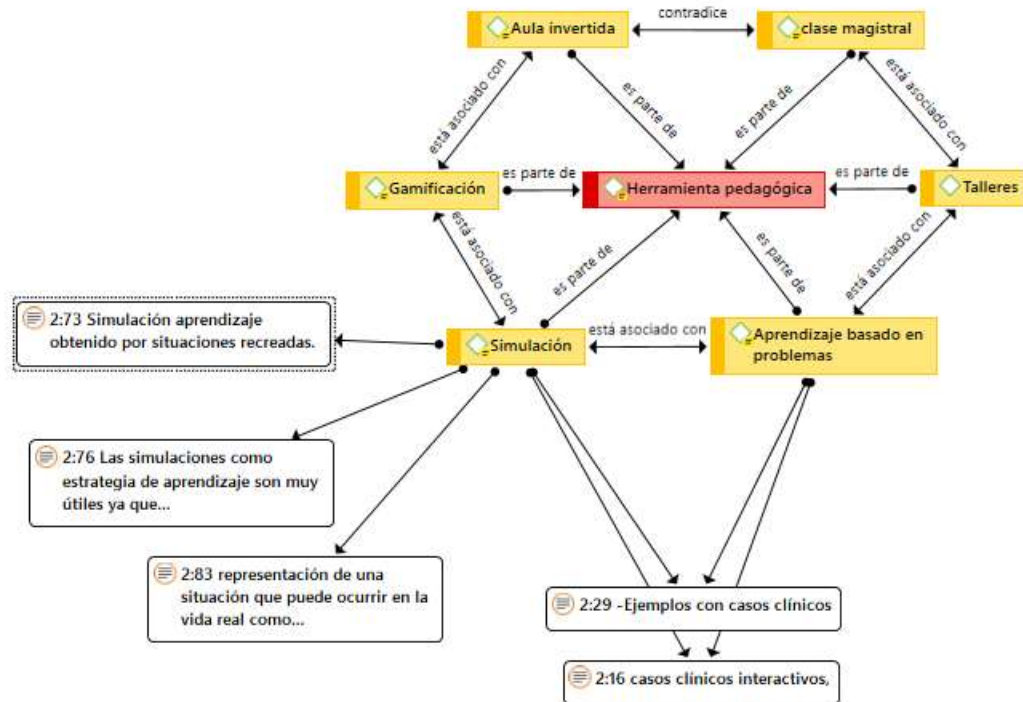 contradice
Aula invertida
clase magistral
está asociado con
es parte de
es parte de
está asociado con
Gamificación
es parte de
Herramienta pedagógica
es parte de
Talleres
está asociado con
es parte de
es parte de
está asociado con
2:73 Simulación aprendizaje
obtenido por situaciones recreadas.
Simulación
está asociado con
Aprendizaje basado en
problemas
2:76 Las simulaciones como
estrategia de aprendizaje son muy
útiles ya que...
2:83 representación de una
situación que puede ocurrir en la
vida real como...
2:29 -Ejemplos con casos clínicos
2:16 casos clínicos interactivos,